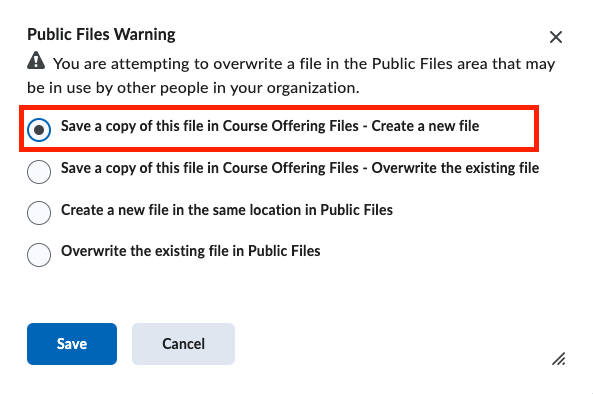 Public Files Warning
You are attempting to overwrite a file in the Public Files area that may
be in use by other people in your organization.
Save a copy of this file in Course Offering Files - Create a new file
Save a copy of this file in Course Offering Files - Overwrite the existing file
Create a new file in the same location in Public Files
Overwrite the existing file in Public Files
Save
Cancel